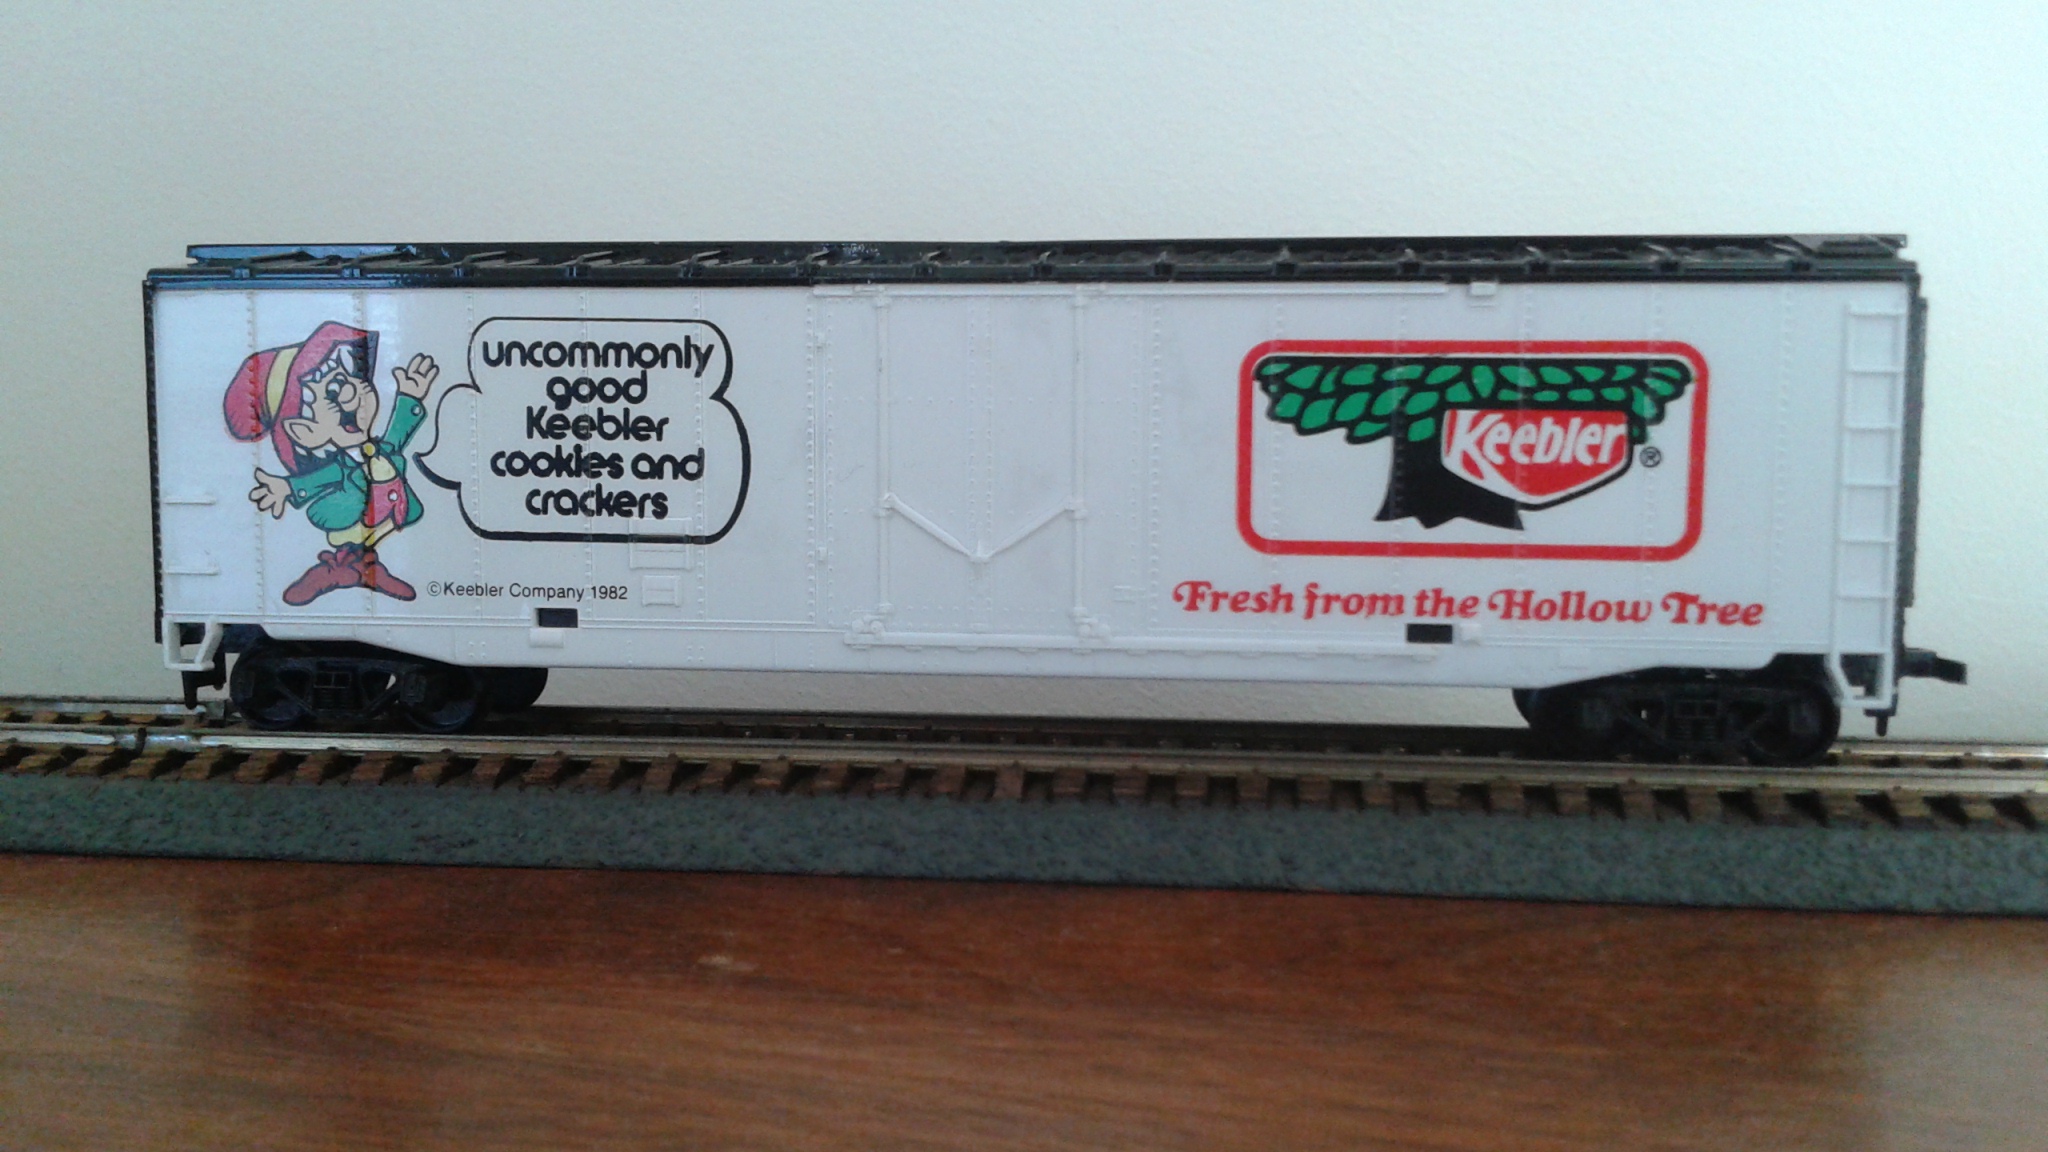 uncommonly
good
Keebler
cookies and
crackers
©Keebler Company 1982
Keebler ®
Fresh from the Hollow Tree